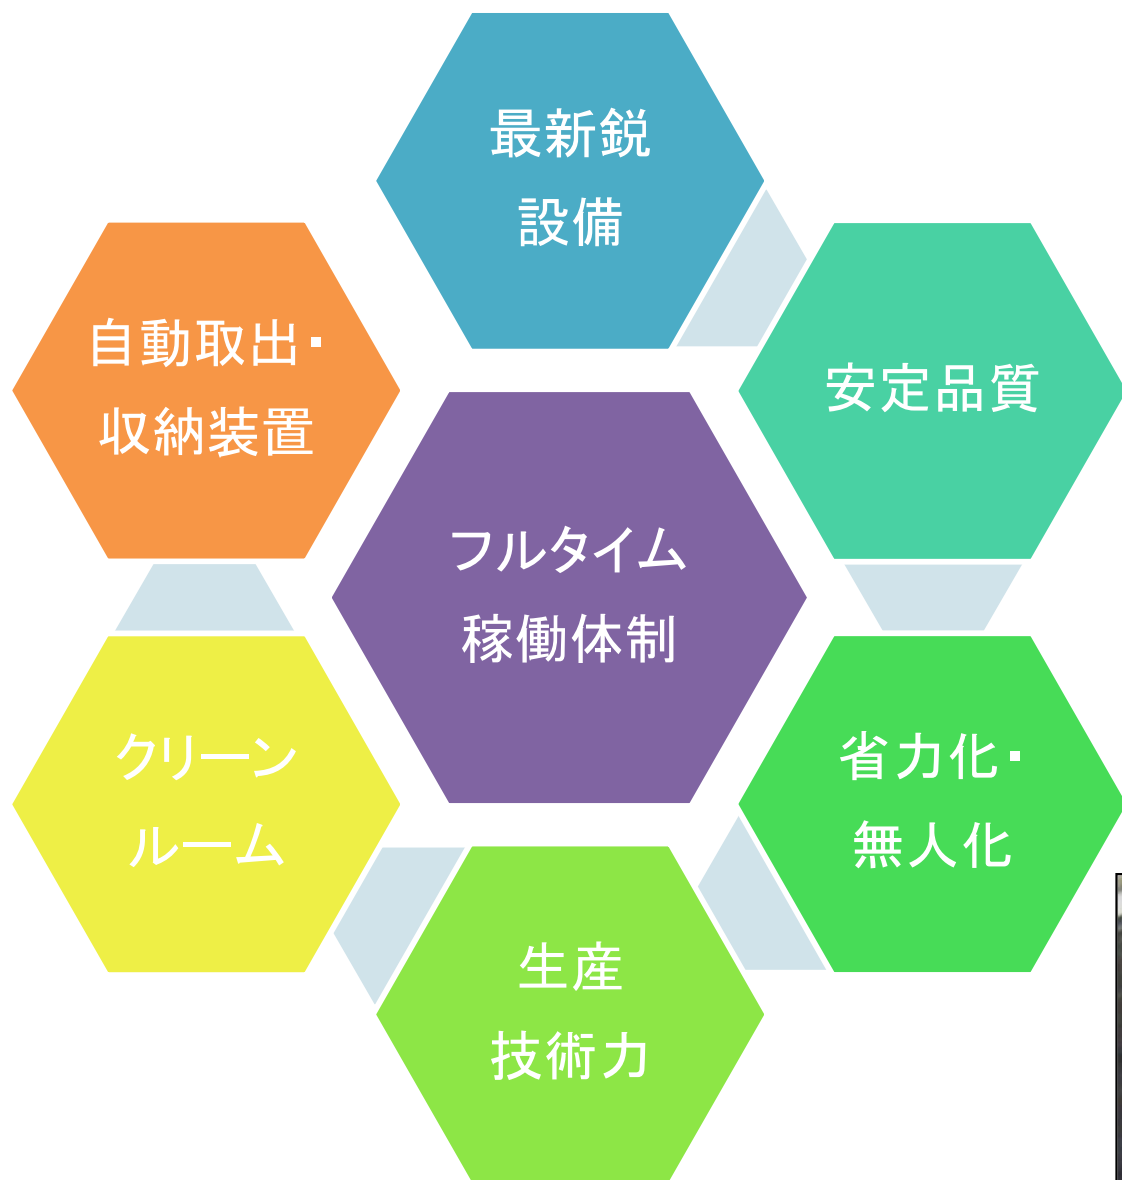 最新鋭
設備
自動取出・
収納装置
安定品質
フルタイム
稼働体制
クリーン
ルーム
省力化・
無人化
生産
技術力